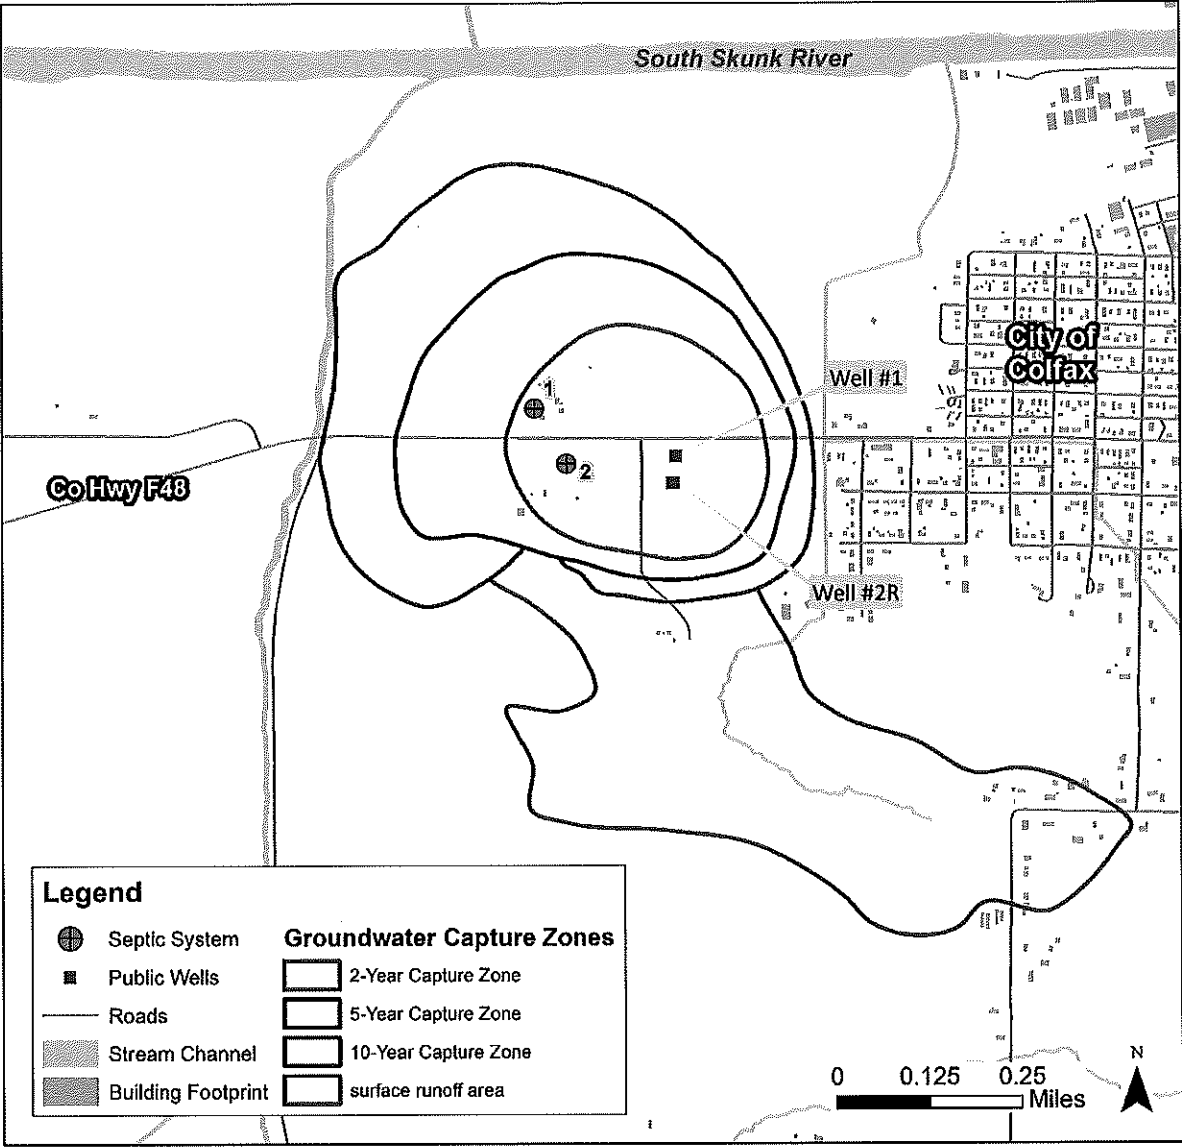 South Skunk River
City of
Colfax
Well #1
1
2
Co Hwy F48
Well #2R
Legend
Septic System
Public Wells
Roads
Stream Channel
Building Footprint
Groundwater Capture Zones
2-Year Capture Zone
5-Year Capture Zone
10-Year Capture Zone
surface runoff area
0 0.125 0.25
Miles
N